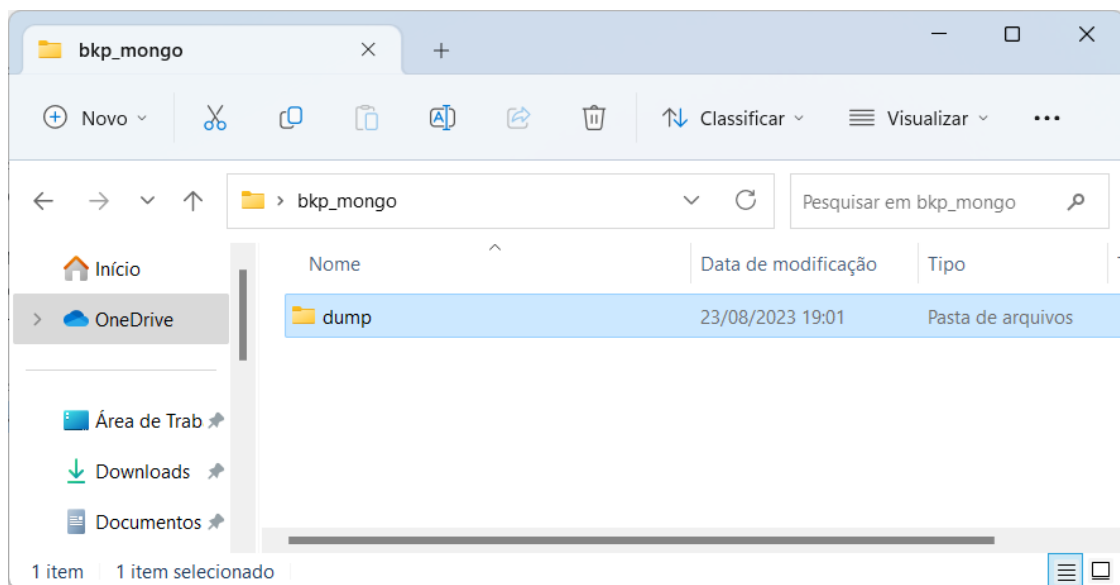 bkp_mongo
Novo Classificar Visualizar
bkp_mongo Pesquisar em bkp_mongo
Início Nome Data de modificação Tipo
OneDrive dump 23/08/2023 19:01 Pasta de arquivos
Área de Trab
Downloads
Documentos
1 item 1 item selecionado